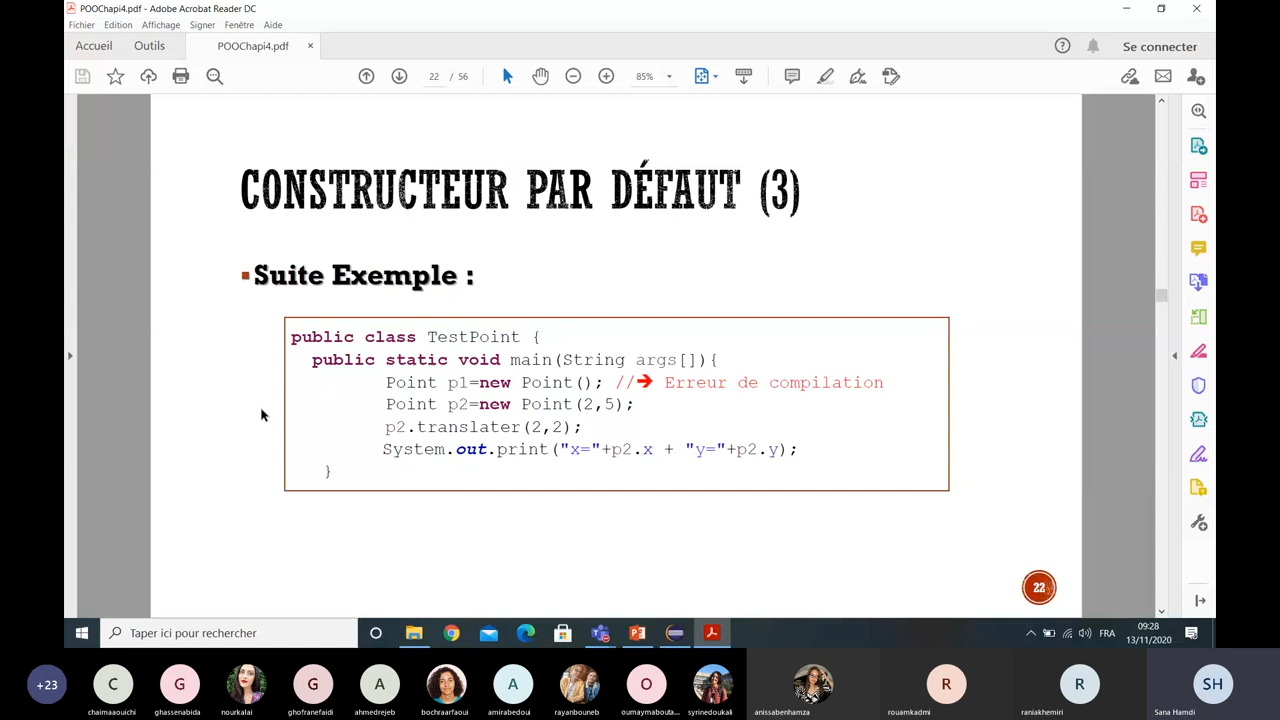 POOChapi4.pdf - Adobe Acrobat Reader DC
Fichier Edition Affichage Signer Fenêtre Aide
Accueil Outils POOChapi4.pdf × Se connecter
22 / 56 85%
CONSTRUCTEUR PAR DÉFAUT (3)
Suite Exemple :
public class TestPoint {
public static void main(String args[]){
Point p1=new Point(); //➔ Erreur de compilation
Point p2=new Point(2,5);
p2.translater(2,2);
System.out.print("x="+p2.x + "y="+p2.y);
}
22
Taper ici pour rechercher
FRA
09:28
13/11/2020
+23 C G G A A O R R SH
chaimaaouichi ghassenabida nourkalai ghofranefaidi ahmedrejeb bochraarfaoui amirabedoui rayanbouneb oumaymabouta... syrinedoukali anissabenhamza rouamkadmi raniakhemiri Sana Hamdi